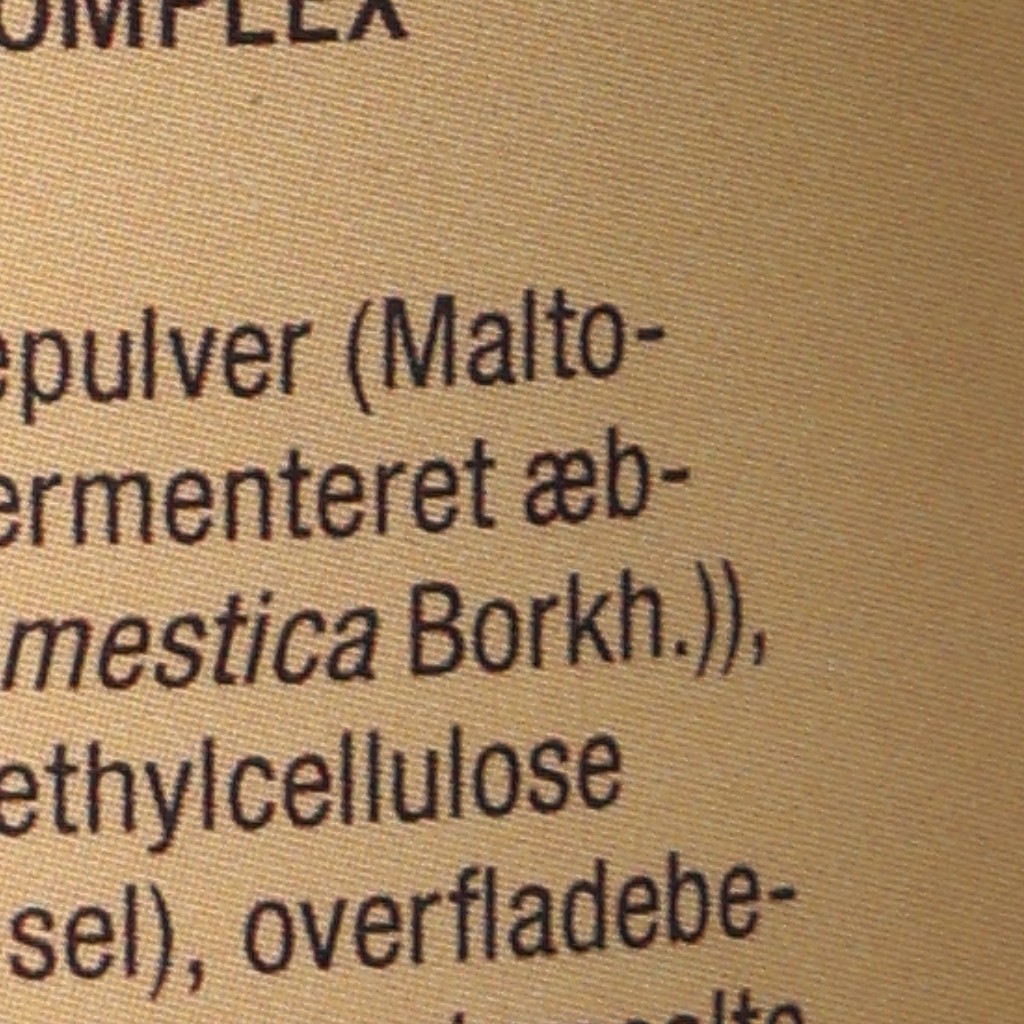 OMPLEX
epulver (Malto-
ermenteret æb-
mestica Borkh.)),
ethylcellulose
sel), overfladebe-